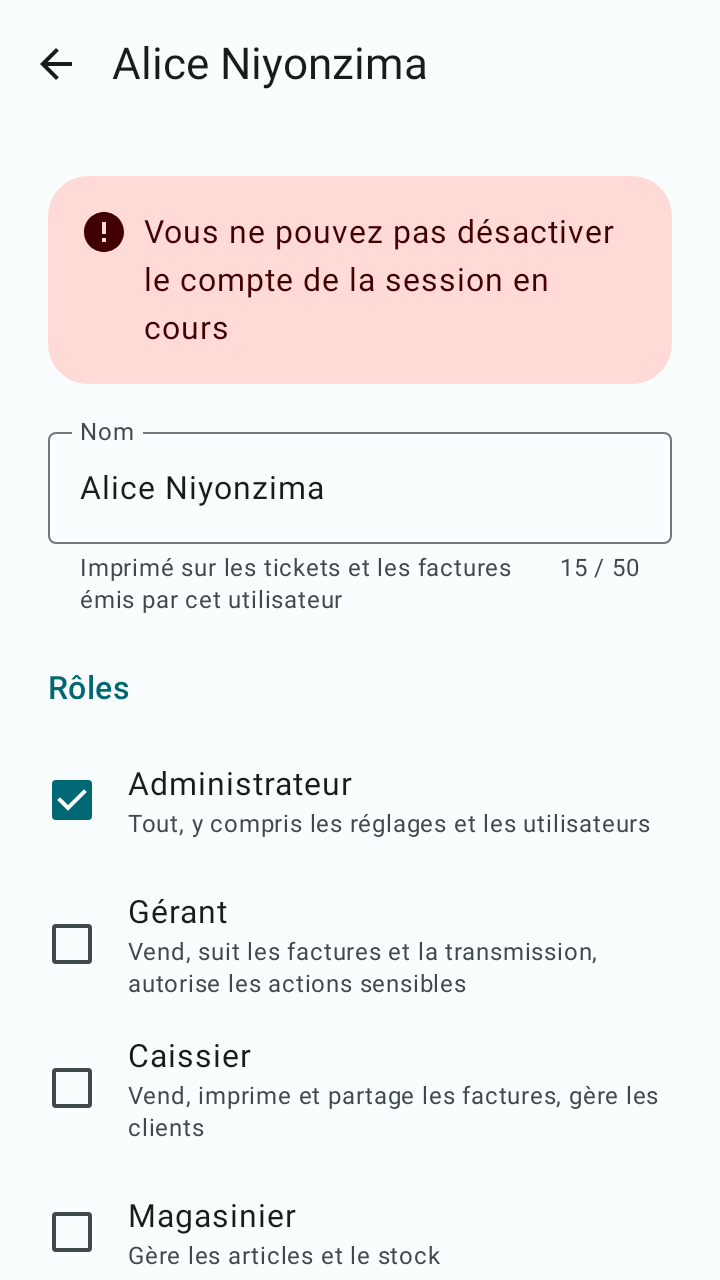 Alice Niyonzima
Vous ne pouvez pas désactiver
le compte de la session en
cours
Nom
Alice Niyonzima
Imprimé sur les tickets et les factures 15 / 50
émis par cet utilisateur
Rôles
Administrateur
Tout, y compris les réglages et les utilisateurs
Gérant
Vend, suit les factures et la transmission,
autorise les actions sensibles
Caissier
Vend, imprime et partage les factures, gère les
clients
Magasinier
Gère les articles et le stock